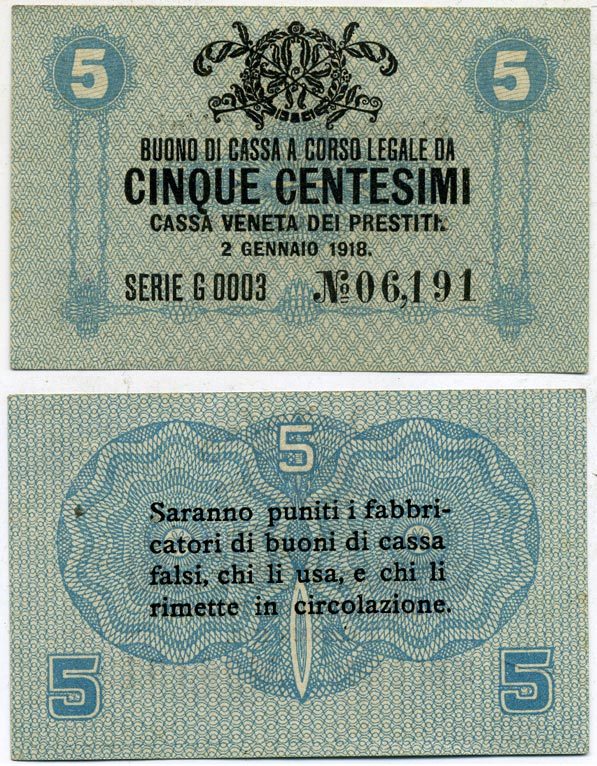 5 5
BUONO DI CASSA A CORSO LEGALE DA
CINQUE CENTESIMI
CASSA VENETA DEI PRESTITI.
2 GENNAIO 1918.
SERIE G 0003 No 06,191
5
Saranno puniti i fabbri-
catori di buoni di cassa
falsi, chi li usa, e chi li
rimette in circolazione.
5 5